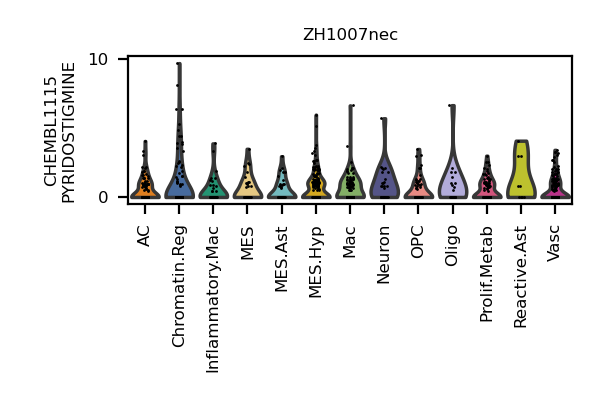 ZH1007nec
CHEMBL1115
PYRIDOSTIGMINE
10
0
AC
Chromatin.Reg
Inflammatory.Mac
MES
MES.Ast
MES.Hyp
Mac
Neuron
OPC
Oligo
Prolif.Metab
Reactive.Ast
Vasc